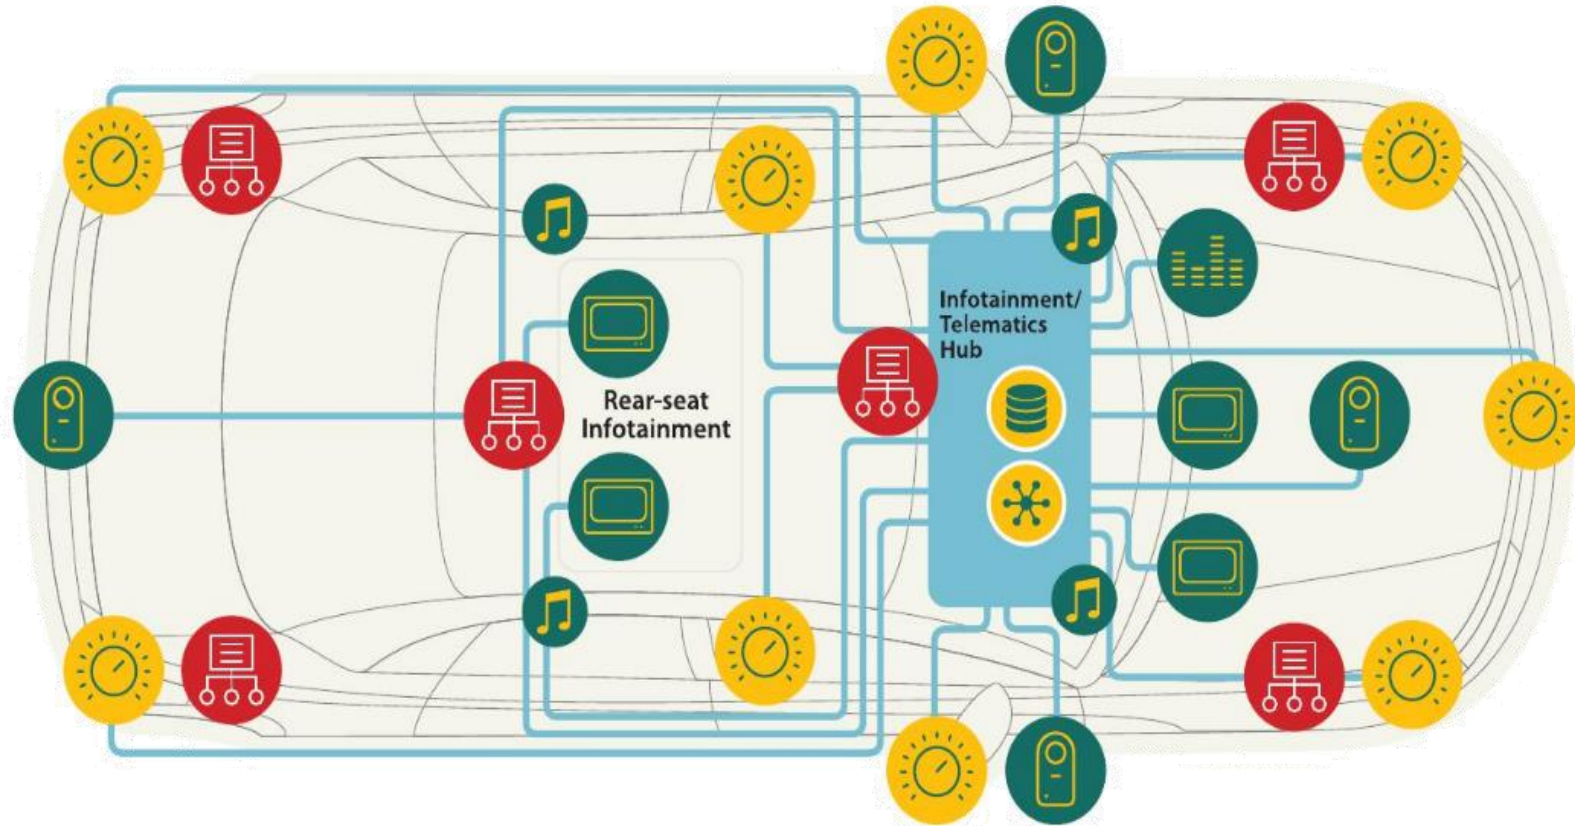 Infotainment/
Telematics
Hub
Rear-seat
Infotainment